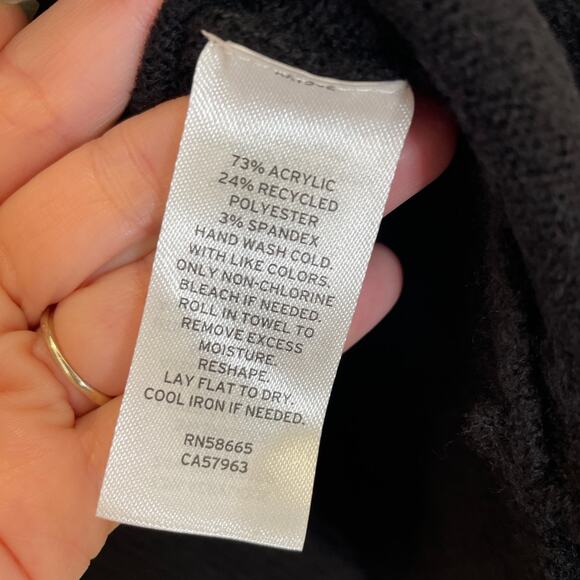 73% ACRYLIC
24% RECYCLED
POLYESTER
3% SPANDEX
HAND WASH COLD.
WITH LIKE COLORS.
ONLY NON-CHLORINE
BLEACH IF NEEDED.
ROLL IN TOWEL TO
REMOVE EXCESS
MOISTURE.
RESHAPE.
LAY FLAT TO DRY.
COOL IRON IF NEEDED.
RN58665
CA57963